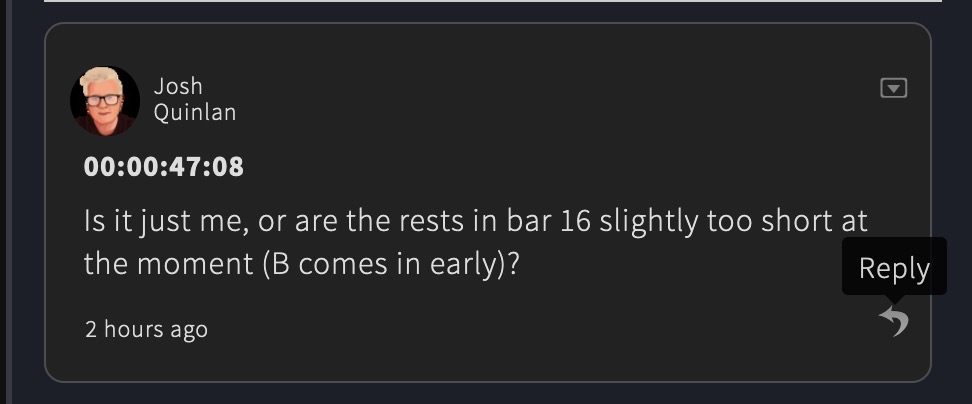 Josh
Quinlan
00:00:47:08
Is it just me, or are the rests in bar 16 slightly too short at
the moment (B comes in early)?
Reply
2 hours ago